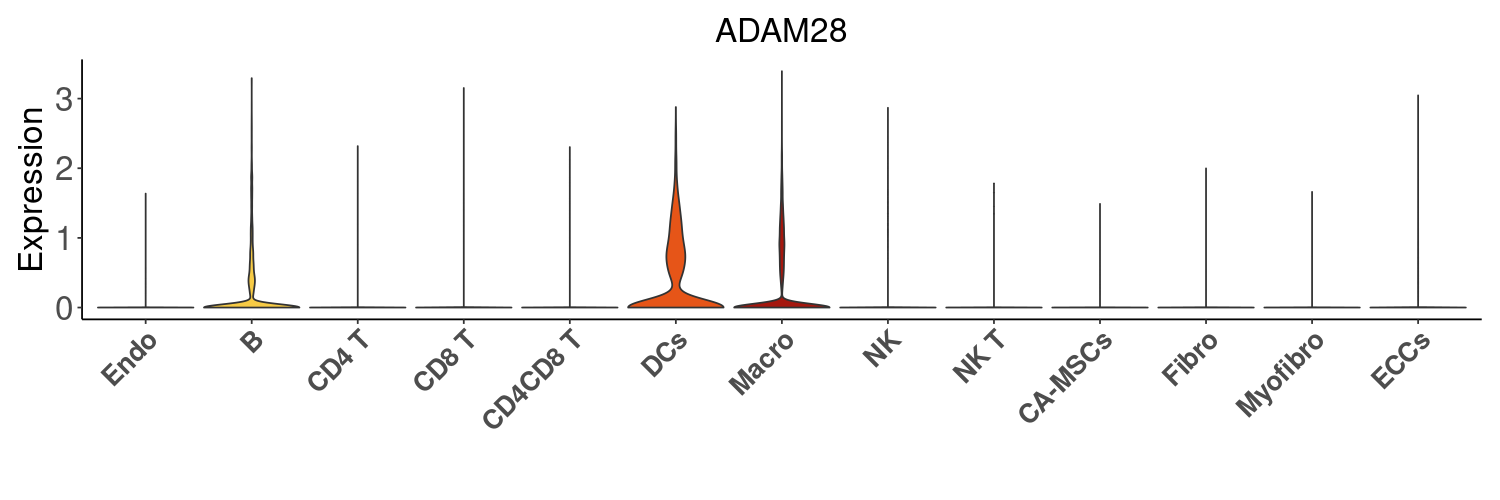 ADAM28
Expression
3
2
1
0
Endo
B
CD4 T
CD8 T
CD4CD8 T
DCs
Macro
NK
NK T
CA-MSCs
Fibro
Myofibro
ECCs